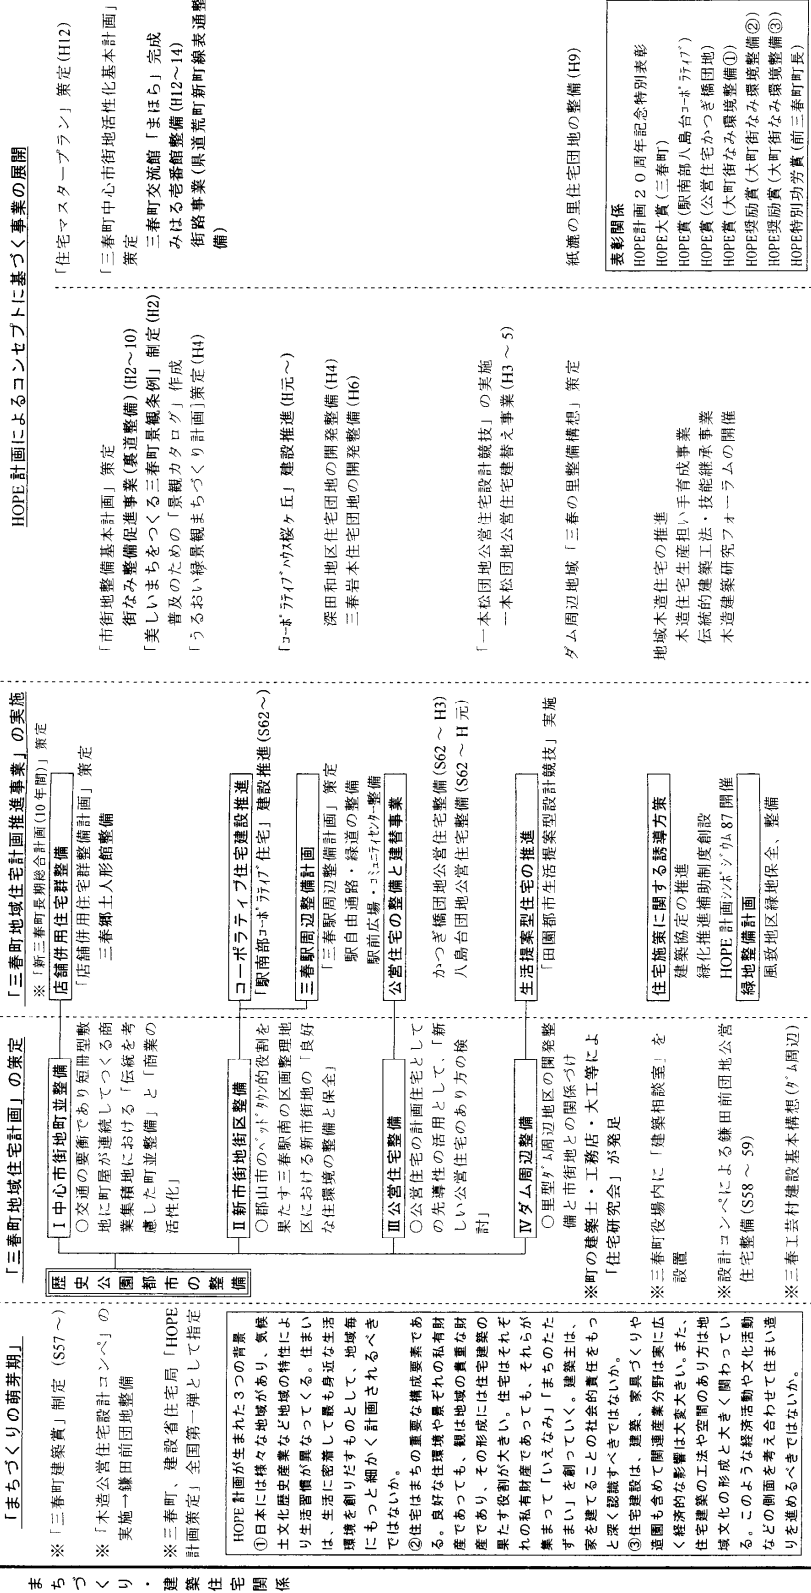 まちづくり・建築住宅関係
「まちづくりの萌芽期」
※「三春町建築賞」制定（S57～）
※「木造公営住宅設計コンペ」の
実施→鎌田前団地整備
※三春町、建設省住宅局「HOPE
計画策定」全国第一弾として指定
HOPE 計画が生まれた３つの背景
①日本には様々な地域があり、気候
土文化歴史産業など地域の特性によ
り生活習慣が異なってくる。住まい
は、生活に密着して最も身近な生活
環境を創りだすものとして、地域毎
にもっと細かく計画されるべき
ではないか。
②住宅はまちの重要な構成要素であ
る。良好な住環境や景ぞれの私有財
産であっても、観は地域の貴重な財
産であり、その形成には住宅建築の
果たす役割が大きい。住宅はそれぞ
れの私有財産であっても、それらが
集まって「いえなみ」「まちのたた
ずまい」を創っていく。建築主は、
家を建てることの社会的責任をもっ
と深く認識すべきではないか。
③住宅建設は、建築、家具づくりや
造園も含めて関連産業分野は実に広
く経済的な影響は大変大きい。また、
住宅建築の工法や空間のあり方は地
域文化の形成と大きく関わってい
る。このような経済活動や文化活動
などの側面を考え合わせて住まい造
りを進めるべきではないか。
「三春町地域住宅計画」の策定
歴史公園都市の整備
Ⅰ中心市街地町並整備
○交通の要衝であり短冊型敷
地に町屋が連続してつくる商
業集積地における「伝統を考
慮した町並整備」と「商業の
活性化」
Ⅱ新市街地街区整備
○郡山市のベッドタウン的役割を
果たす三春駅南の区画整理地
区における新市街地の「良好
な住環境の整備と保全」
Ⅲ公営住宅整備
○公営住宅の計画住宅として
の先導性の活用として、「新
しい公営住宅のあり方の検
討」
Ⅳダム周辺整備
○里型ダム周辺地区の開発整
備と市街地との関係づけ
※町の建築士・工務店・大工等によ
「住宅研究会」が発足
※三春町役場内に「建築相談室」を
設置
※設計コンペによる鎌田前団地公営
住宅整備（S58 ～ 59）
※三春工芸村建設基本構想（ダム周辺）
「三春町地域住宅計画推進事業」の実施
※「新三春町長期総合計画（10 年間）」策定
店舗併用住宅群整備
「店舗併用住宅群整備計画」策定
三春郷土人形館整備
コーポラティブ住宅建設推進
「駅南部コーポラティブ住宅」建設推進（S62～）
三春駅周辺整備計画
「三春駅周辺整備計画」策定
駅自由通路・緑道の整備
駅前広場・コミュニティセンター整備
公営住宅の整備と建替事業
かつぎ橋団地公営住宅整備（S62 ～ H3）
八島台団地公営住宅整備（S62 ～ H 元）
生活提案型住宅の推進
「田園都市生活提案型設計競技」実施
住宅施策に関する誘導方策
建築協定の推進
緑化推進補助制度創設
HOPE 計画シンポジウム87 開催
緑地整備計画
風致地区緑地保全、整備
HOPE 計画によるコンセプトに基づく事業の展開
「市街地整備基本計画」策定
街なみ整備促進事業（裏道整備）（H2～10）
「美しいまちをつくる三春町景観条例」制定（H2）
普及のための「景観カタログ」作成
「うるおい緑景観まちづくり計画」策定（H4）
「コーポラティブハウス桜ヶ丘」建設推進（H元～）
深田和地区住宅団地の開発整備（H4）
三春岩本住宅団地の開発整備（H6）
「一本松団地公営住宅設計競技」の実施
一本松団地公営住宅建替え事業（H3 ～ 5）
ダム周辺地域「三春の里整備構想」策定
地域木造住宅の推進
木造住宅生産担い手育成事業
伝統的建築工法・技能継承事業
木造建築研究フォーラムの開催
「住宅マスタープラン」策定（H12）
「三春町中心市街地活性化基本計画」
策定
三春町交流館「まほら」完成
みはる壱番館整備（H12～14）
街路事業（県道荒町新町線表通整
備）
紙漉の里住宅団地の整備（H9）
表彰関係
HOPE計画２０周年記念特別表彰
HOPE大賞（三春町）
HOPE賞（駅南部八島台コーポラティブ）
HOPE賞（公営住宅かつぎ橋団地）
HOPE賞（大町街なみ環境整備①）
HOPE奨励賞（大町街なみ環境整備②）
HOPE奨励賞（大町街なみ環境整備③）
HOPE特別功労賞（前三春町町長）